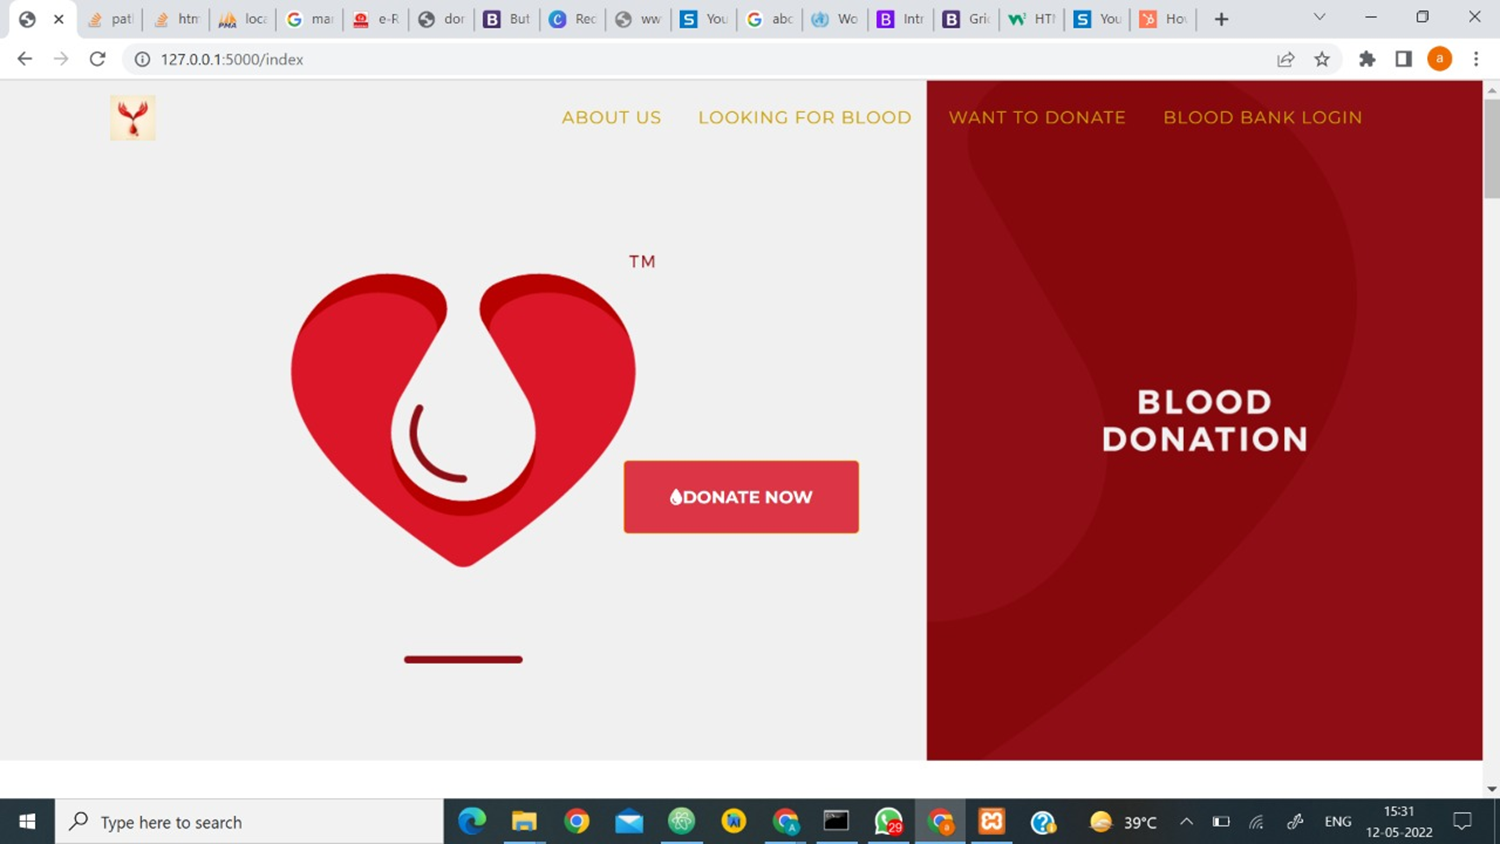 pat
htm
loca
PMA
mar
e-R
dor
But
Rec
ww
You
abc
Wo
Intr
Gri
HTM
You
Ho
127.0.0.1:5000/index
a
ABOUT US
LOOKING FOR BLOOD
WANT TO DONATE
BLOOD BANK LOGIN
TM
BLOOD
DONATION
DONATE NOW
Type here to search
29
39°C
ENG
15:31
12-05-2022